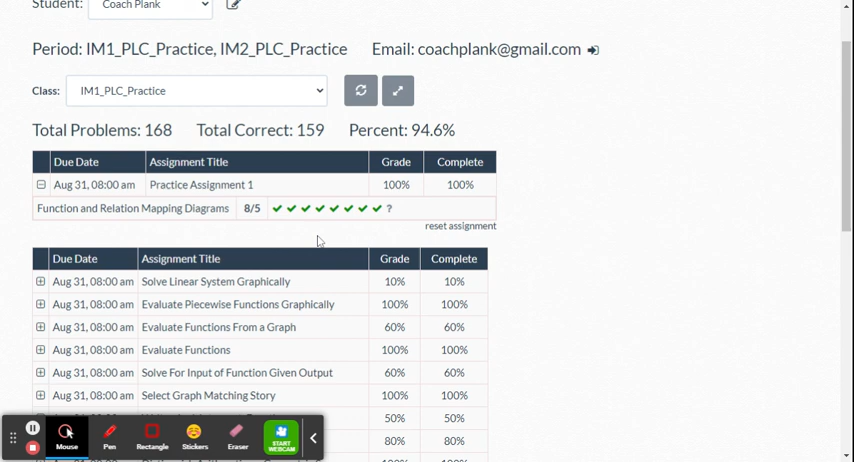 Student: Coach Plank
Period: IM1_PLC_Practice, IM2_PLC_Practice Email: coachplank@gmail.com
Class: IM1_PLC_Practice
Total Problems: 168 Total Correct: 159 Percent: 94.6%
Due Date Assignment Title Grade Complete
Aug 31, 08:00 am Practice Assignment 1 100% 100%
Function and Relation Mapping Diagrams 8/5 ✓ ✓ ✓ ✓ ✓ ✓ ✓ ✓ ?
reset assignment
Due Date Assignment Title Grade Complete
Aug 31, 08:00 am Solve Linear System Graphically 10% 10%
Aug 31, 08:00 am Evaluate Piecewise Functions Graphically 100% 100%
Aug 31, 08:00 am Evaluate Functions From a Graph 60% 60%
Aug 31, 08:00 am Evaluate Functions 100% 100%
Aug 31, 08:00 am Solve For Input of Function Given Output 60% 60%
Aug 31, 08:00 am Select Graph Matching Story 100% 100%
50% 50%
80% 80%
Mouse Pen Rectangle Stickers Eraser START WEBCAM